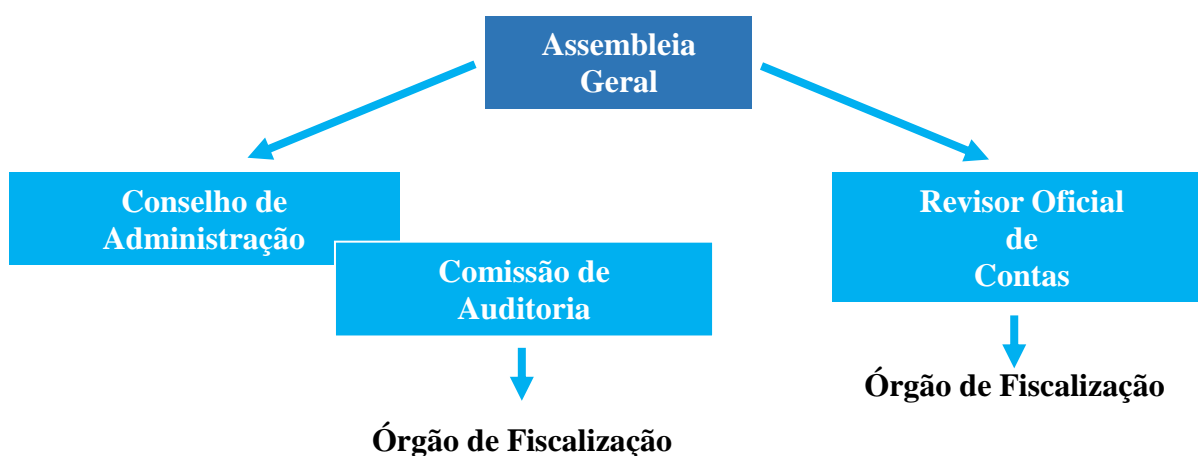 Assembleia
Geral
Conselho de
Administração
Comissão de
Auditoria
Órgão de Fiscalização
Revisor Oficial
de
Contas
Órgão de Fiscalização